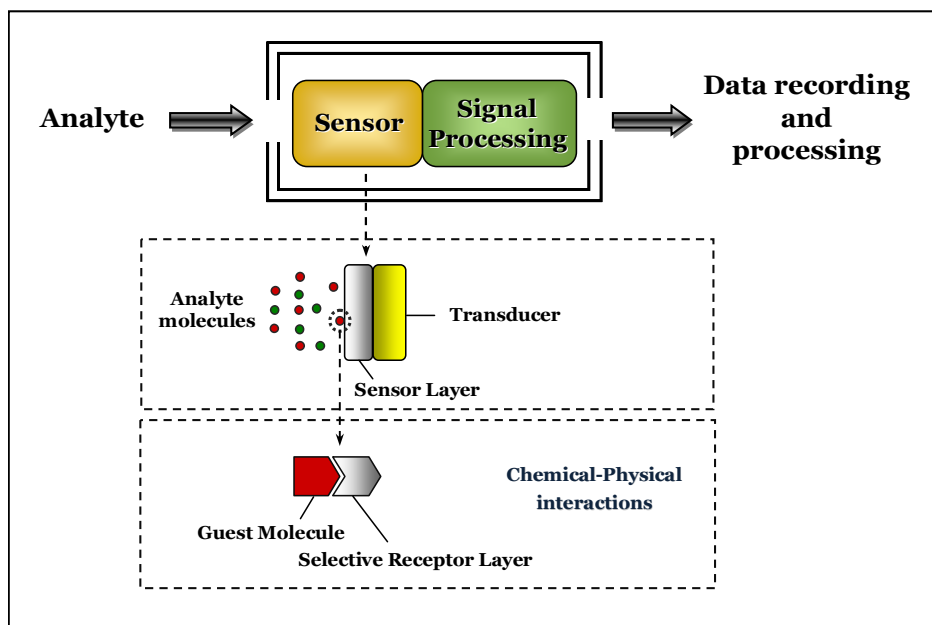 Analyte
Sensor
Signal
Processing
Data recording
and
processing
Analyte
molecules
Transducer
Sensor Layer
Chemical-Physical
interactions
Guest Molecule
Selective Receptor Layer